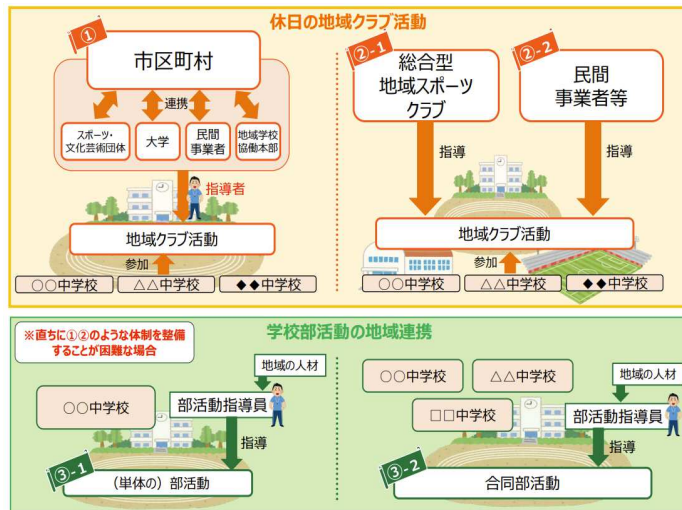 休日の地域クラブ活動
①
市区町村
連携
スポーツ・
文化芸術団体
大学
民間
事業者
地域学校
協働本部
指導者
地域クラブ活動
参加
○○中学校
△△中学校
◆◆中学校
②-1
総合型
地域スポーツ
クラブ
②-2
民間
事業者等
指導
指導
地域クラブ活動
参加
○○中学校
△△中学校
◆◆中学校
学校部活動の地域連携
※直ちに①②のような体制を整備
することが困難な場合
地域の人材
○○中学校
部活動指導員
指導
③-1
（単体の）部活動
地域の人材
○○中学校
△△中学校
□□中学校
部活動指導員
指導
③-2
合同部活動